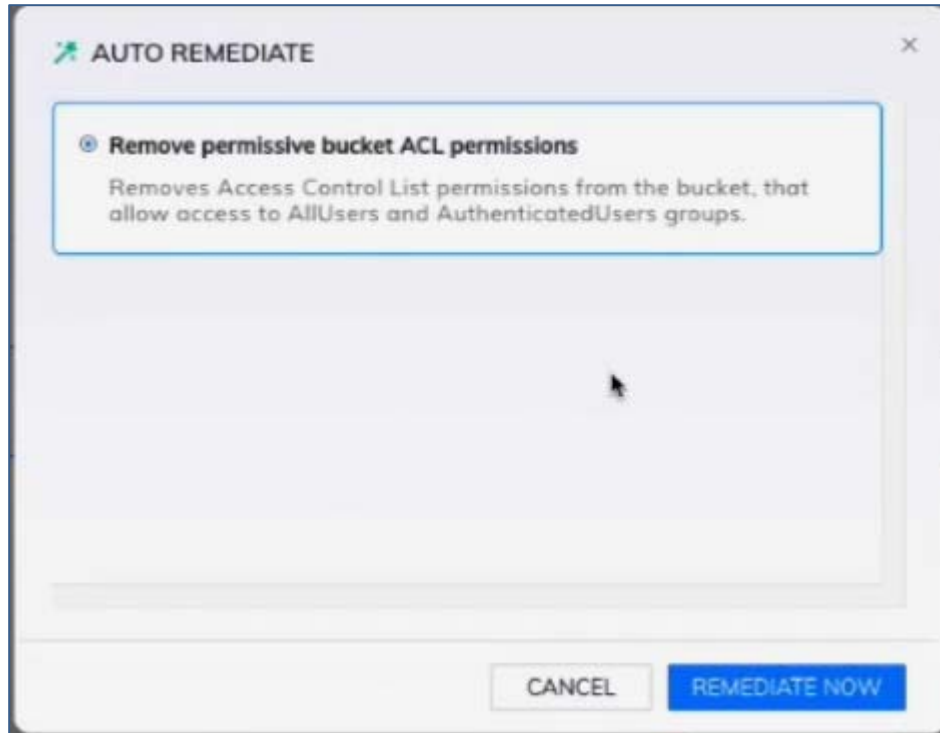 AUTO REMEDIATE
Remove permissive bucket ACL permissions
Removes Access Control List permissions from the bucket, that
allow access to AllUsers and AuthenticatedUsers groups.
CANCEL
REMEDIATE NOW